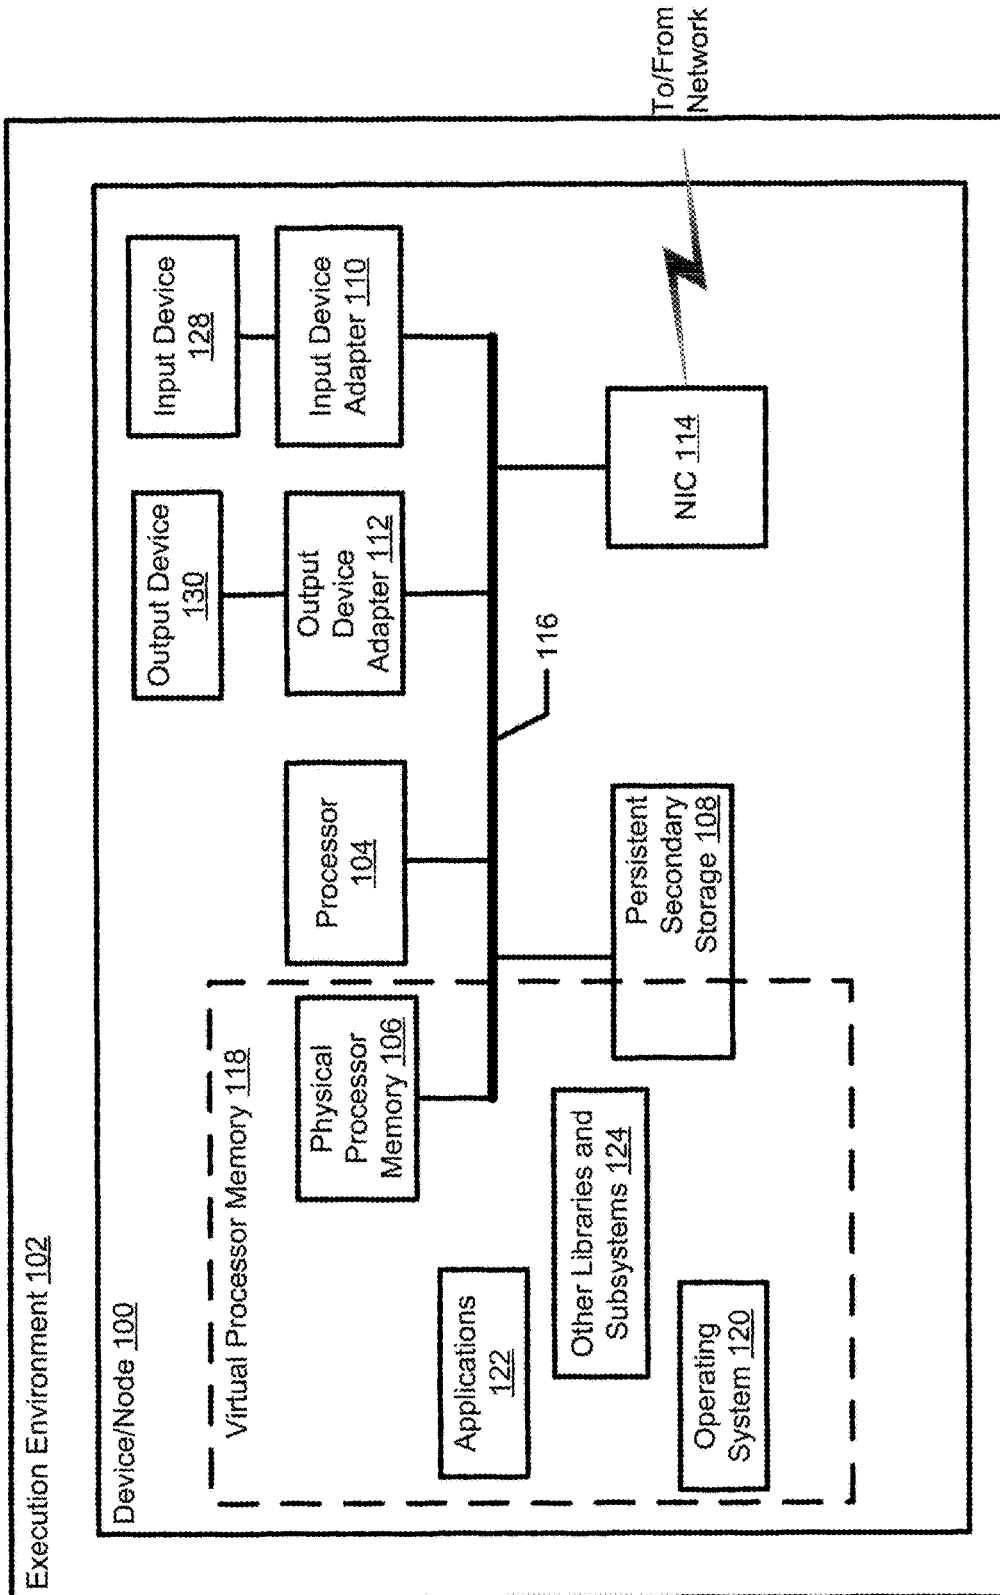 Execution Environment 102
Device/Node 100
Virtual Processor Memory 118
Applications
122
Other Libraries and
Subsystems 124
Operating
System 120
Physical
Processor
Memory 106
Persistent
Secondary
Storage 108
Processor
104
116
Output Device
130
Output
Device
Adapter 112
Input Device
128
Input Device
Adapter 110
NIC 114
To/From
Network